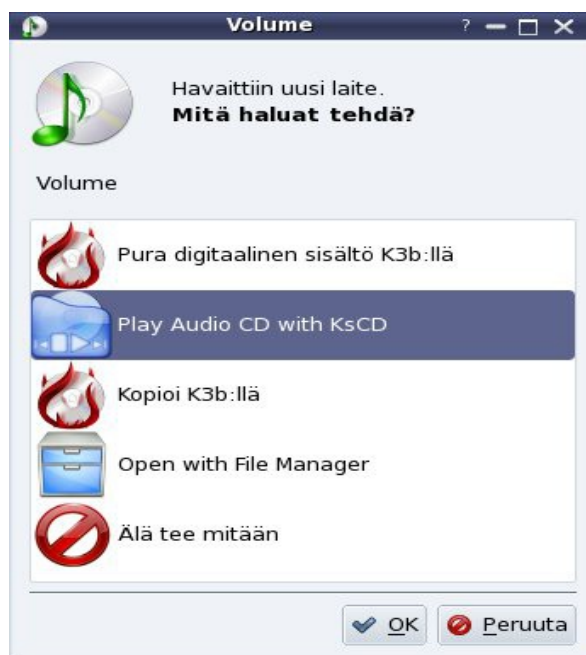 Volume ?
Havaittiin uusi laite.
Mitä haluat tehdä?
Volume
Pura digitaalinen sisältö K3b:llä
Play Audio CD with KsCD
Kopioi K3b:llä
Open with File Manager
Älä tee mitään
OK Peruuta